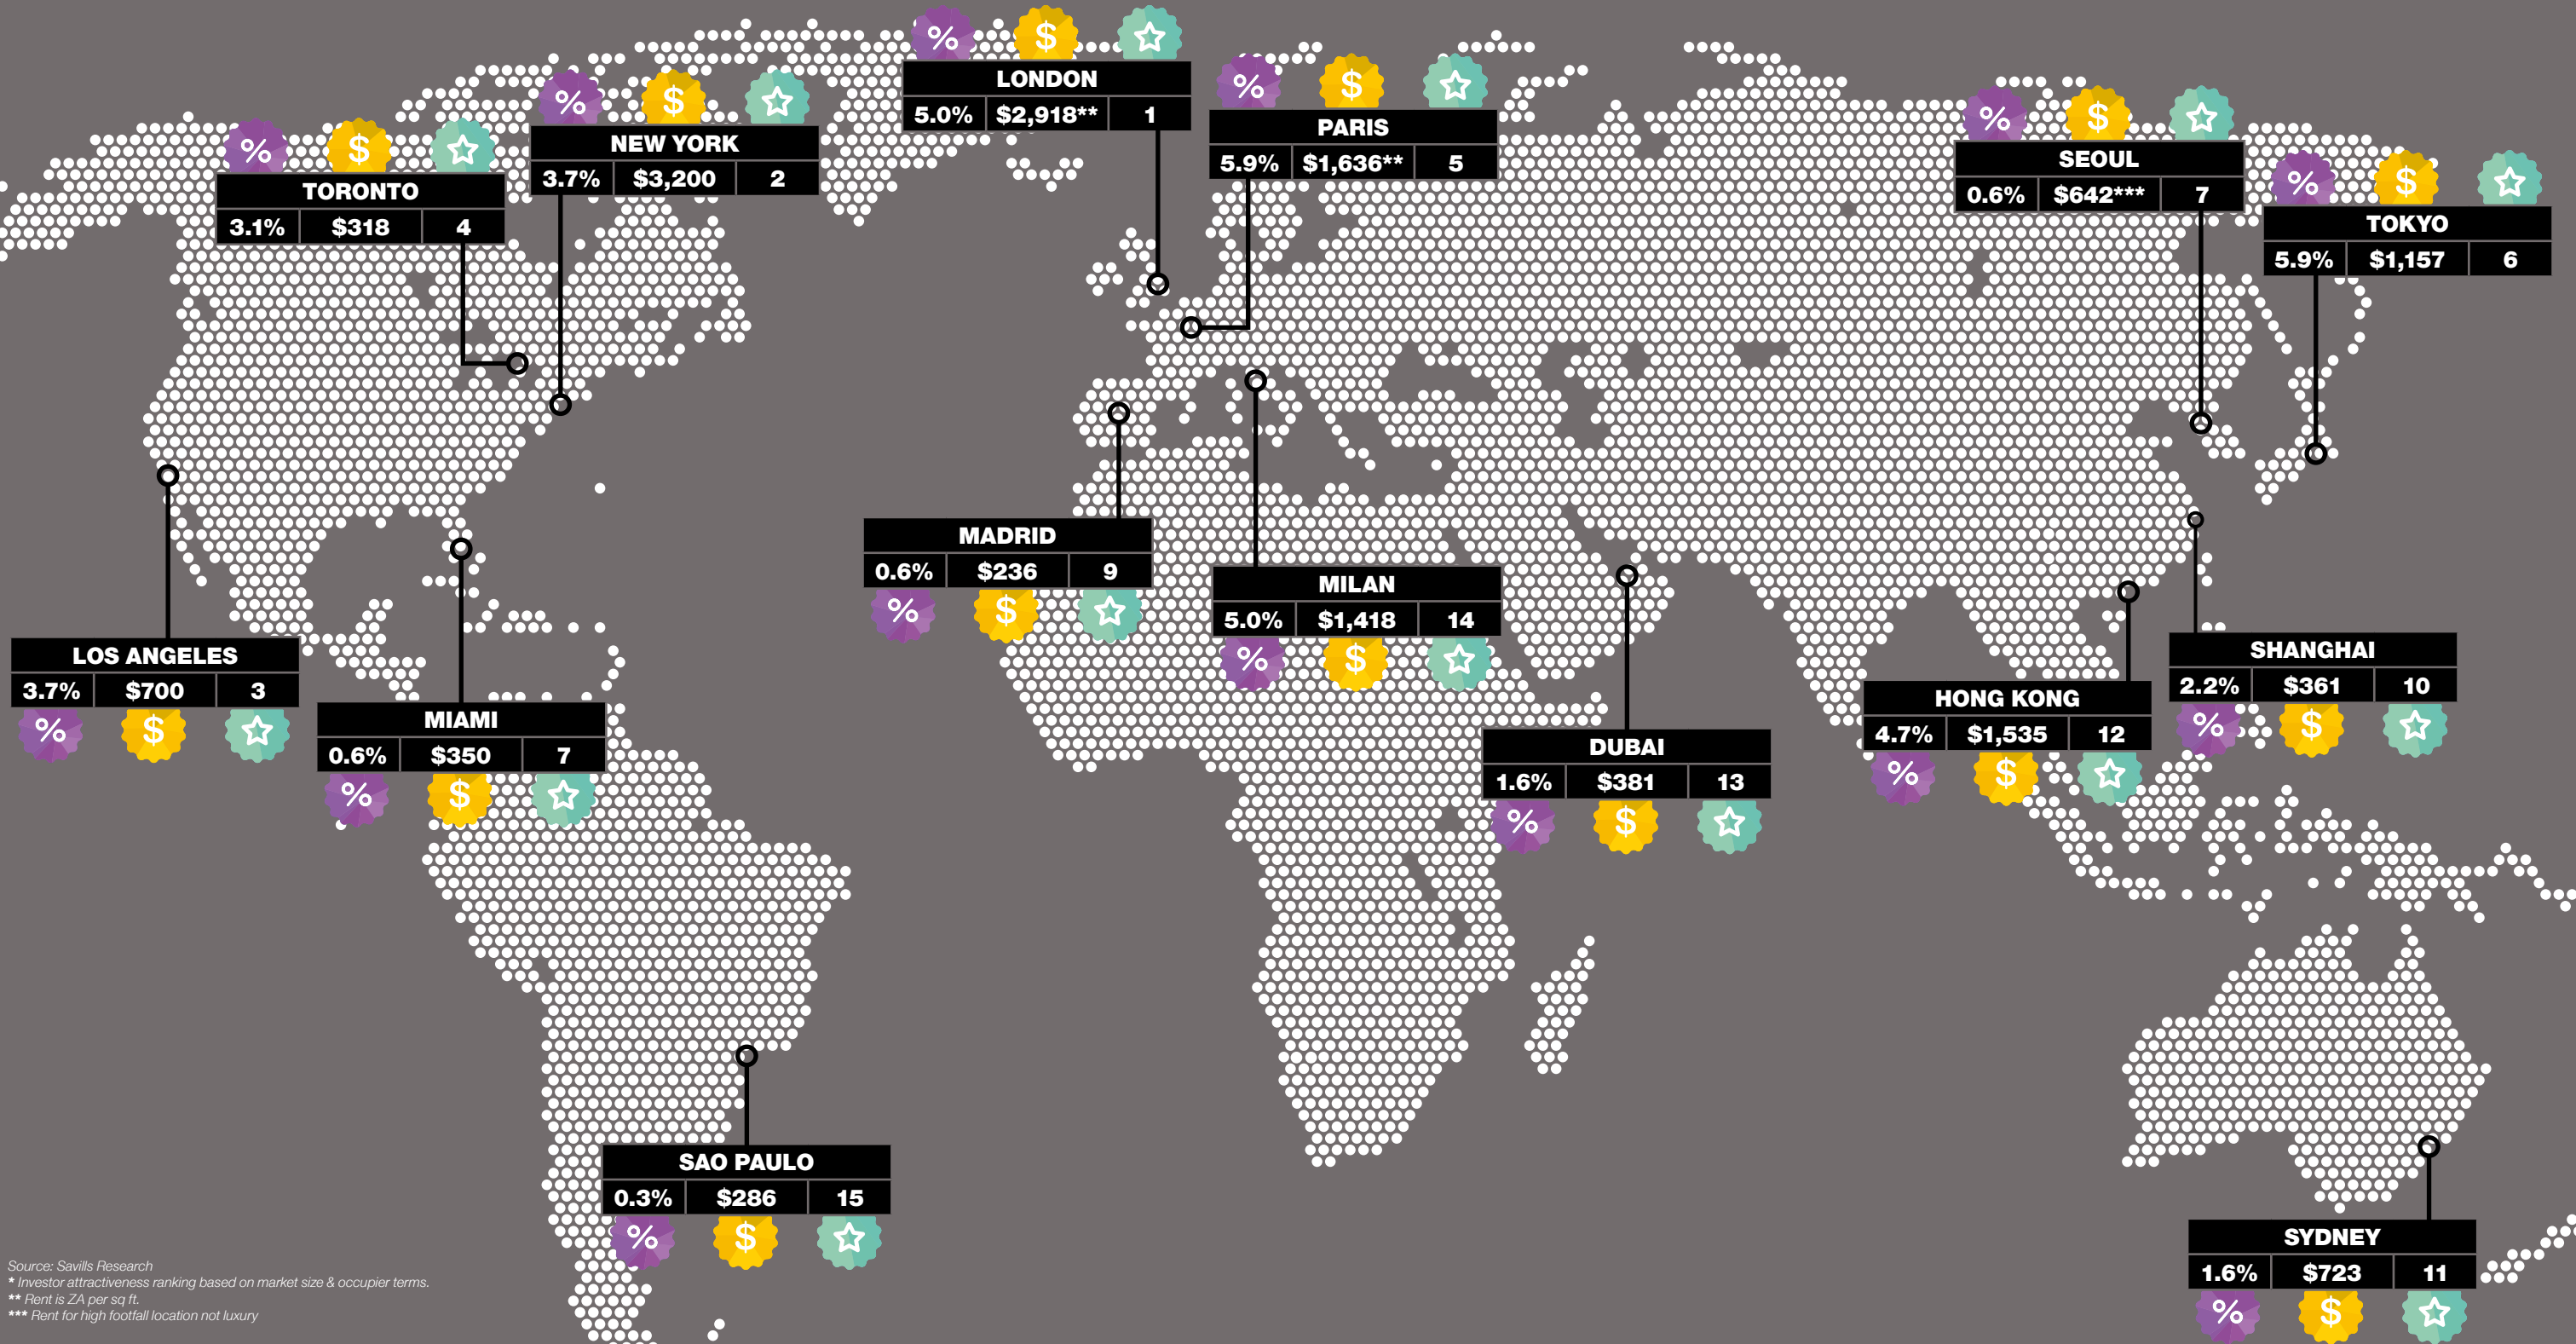 LONDON
5.0% $2,918** 1
PARIS
5.9% $1,636** 5
NEW YORK
3.7% $3,200 2
SEOUL
0.6% $642*** 7
TORONTO
3.1% $318 4
TOKYO
5.9% $1,157 6
MADRID
0.6% $236 9
MILAN
5.0% $1,418 14
LOS ANGELES
3.7% $700 3
SHANGHAI
2.2% $361 10
HONG KONG
4.7% $1,535 12
MIAMI
0.6% $350 7
DUBAI
1.6% $381 13
SAO PAULO
0.3% $286 15
SYDNEY
1.6% $723 11
Source: Savills Research
* Investor attractiveness ranking based on market size & occupier terms.
** Rent is ZA per sq ft.
*** Rent for high footfall location not luxury